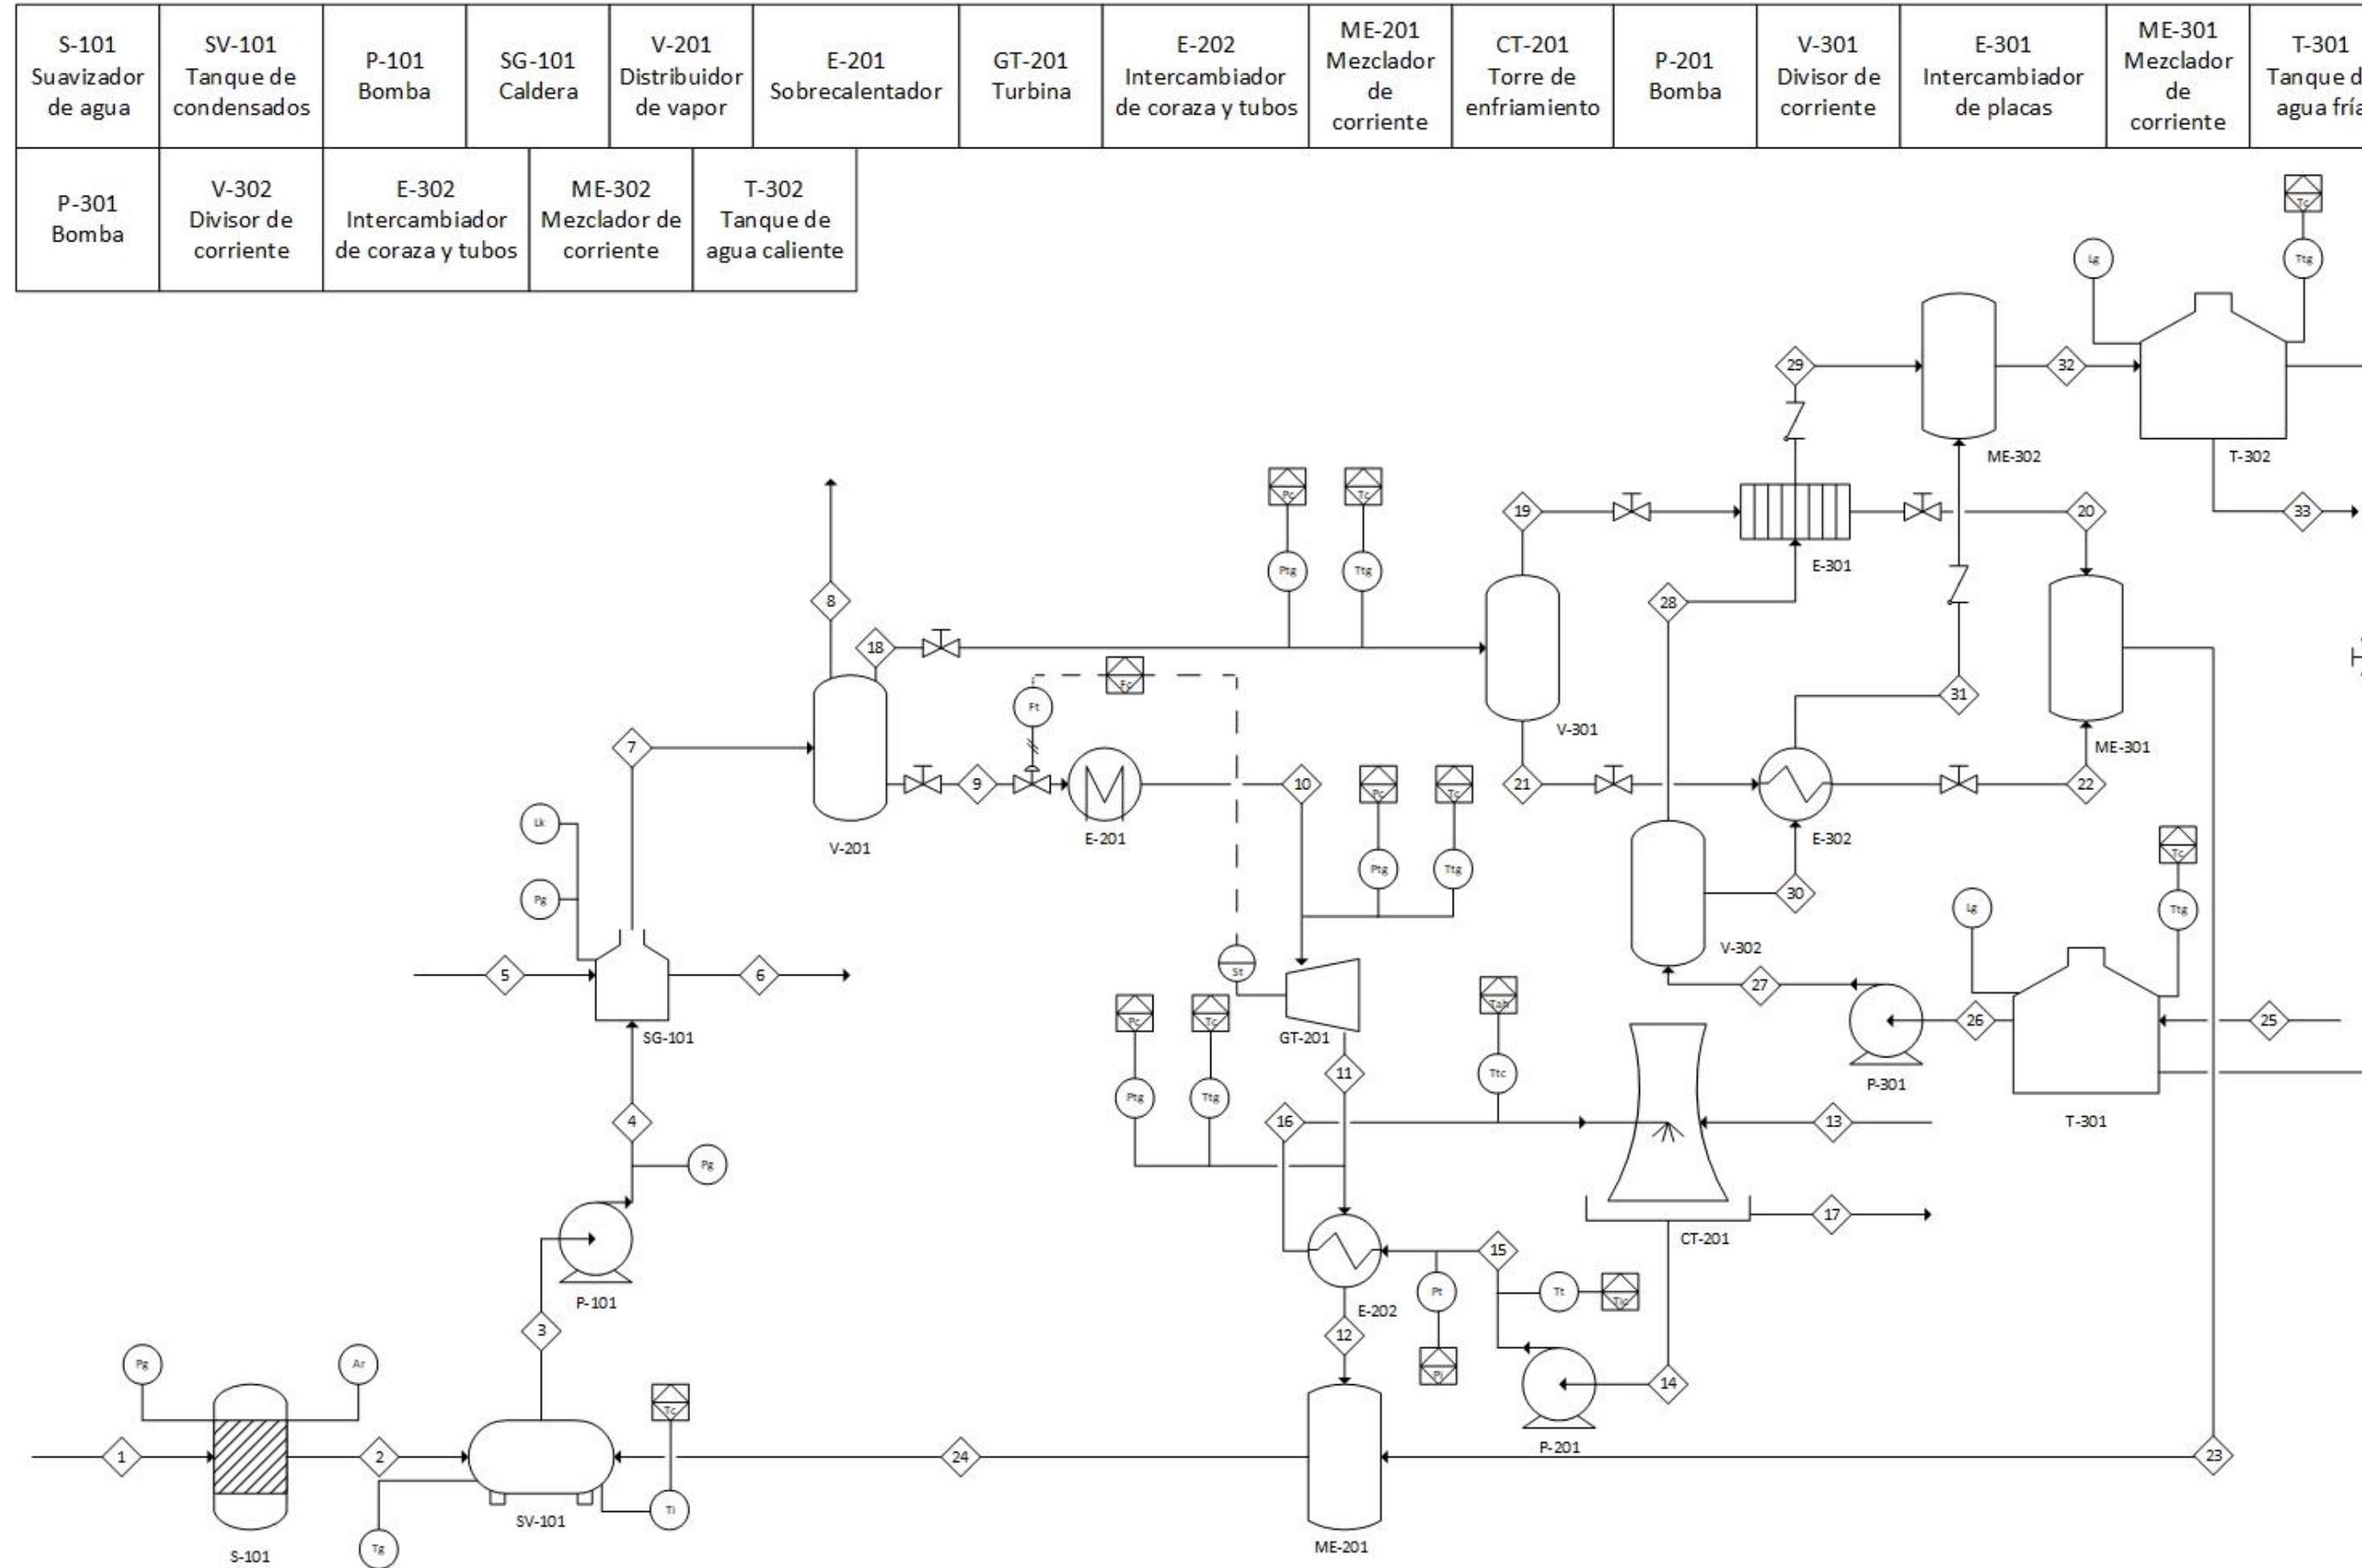 S-101
Suavizador
de agua
SV-101
Tanque de
condensados
P-101
Bomba
SG-101
Caldera
V-201
Distribuidor
de vapor
E-201
Sobrecalentador
GT-201
Turbina
E-202
Intercambiador
de coraza y tubos
ME-201
Mezclador
de
corriente
CT-201
Torre de
enfriamiento
P-201
Bomba
V-301
Divisor de
corriente
E-301
Intercambiador
de placas
ME-301
Mezclador
de
corriente
T-301
Tanque d
agua fría
P-301
Bomba
V-302
Divisor de
corriente
E-302
Intercambiador
de coraza y tubos
ME-302
Mezclador de
corriente
T-302
Tanque de
agua caliente
Tc
Lg
Ttg
29
32
ME-302
T-302
Pc
Tc
19
20
33
Ptg
Ttg
E-301
8
28
18
Fc
31
Ft
V-301
7
ME-301
9
10
Pc
Tc
21
22
Lk
V-201
E-201
E-302
Tc
Ptg
Ttg
Pg
30
Lg
Ttg
V-302
St
5
6
27
Tah
Pc
Tc
26
25
SG-101
GT-201
11
Ttc
P-301
Ptg
Ttg
4
16
13
T-301
Pg
17
CT-201
15
P-101
Pt
Tt
Tic
E-202
3
12
Pg
Ar
Pi
14
Tc
1
2
24
P-201
23
Ti
SV-101
Tg
S-101
ME-201